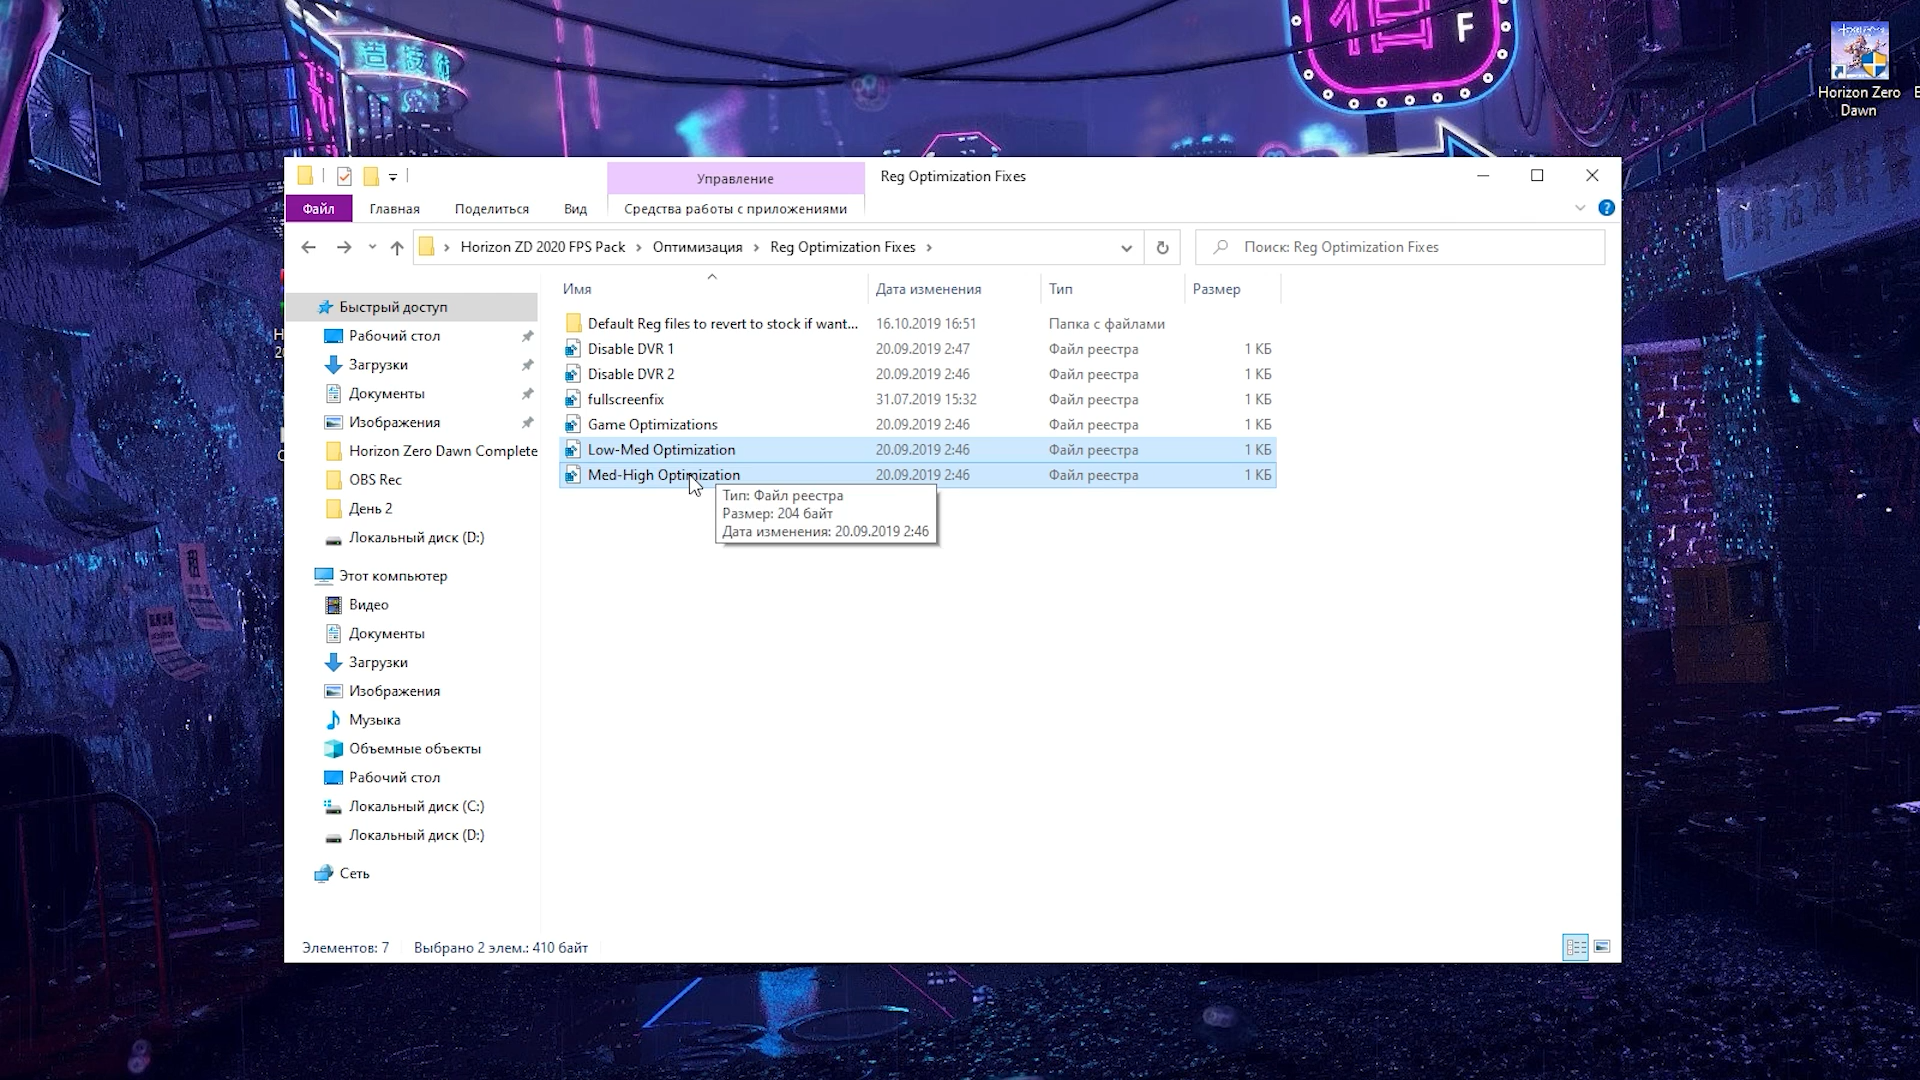 信
F
Horizon Zero
Dawn
Управление
Reg Optimization Fixes
Файл
Главная
Поделиться
Вид
Средства работы с приложениями
Horizon ZD 2020 FPS Pack
Оптимизация
Reg Optimization Fixes
Поиск: Reg Optimization Fixes
Имя
Дата изменения
Тип
Размер
Default Reg files to revert to stock if want...
16.10.2019 16:51
Папка с файлами
Disable DVR 1
20.09.2019 2:47
Файл реестра
1 КБ
Disable DVR 2
20.09.2019 2:46
Файл реестра
1 КБ
fullscreenfix
31.07.2019 15:32
Файл реестра
1 КБ
Game Optimizations
20.09.2019 2:46
Файл реестра
1 КБ
Low-Med Optimization
20.09.2019 2:46
Файл реестра
1 КБ
Med-High Optimization
20.09.2019 2:46
Файл реестра
1 КБ
Тип: Файл реестра
Размер: 204 байт
Дата изменения: 20.09.2019 2:46
Быстрый доступ
Рабочий стол
Загрузки
Документы
Изображения
Horizon Zero Dawn Complete
OBS Rec
День 2
Локальный диск (D:)
Этот компьютер
Видео
Документы
Загрузки
Изображения
Музыка
Объемные объекты
Рабочий стол
Локальный диск (C:)
Локальный диск (D:)
Сеть
Элементов: 7
Выбрано 2 элем.: 410 байт